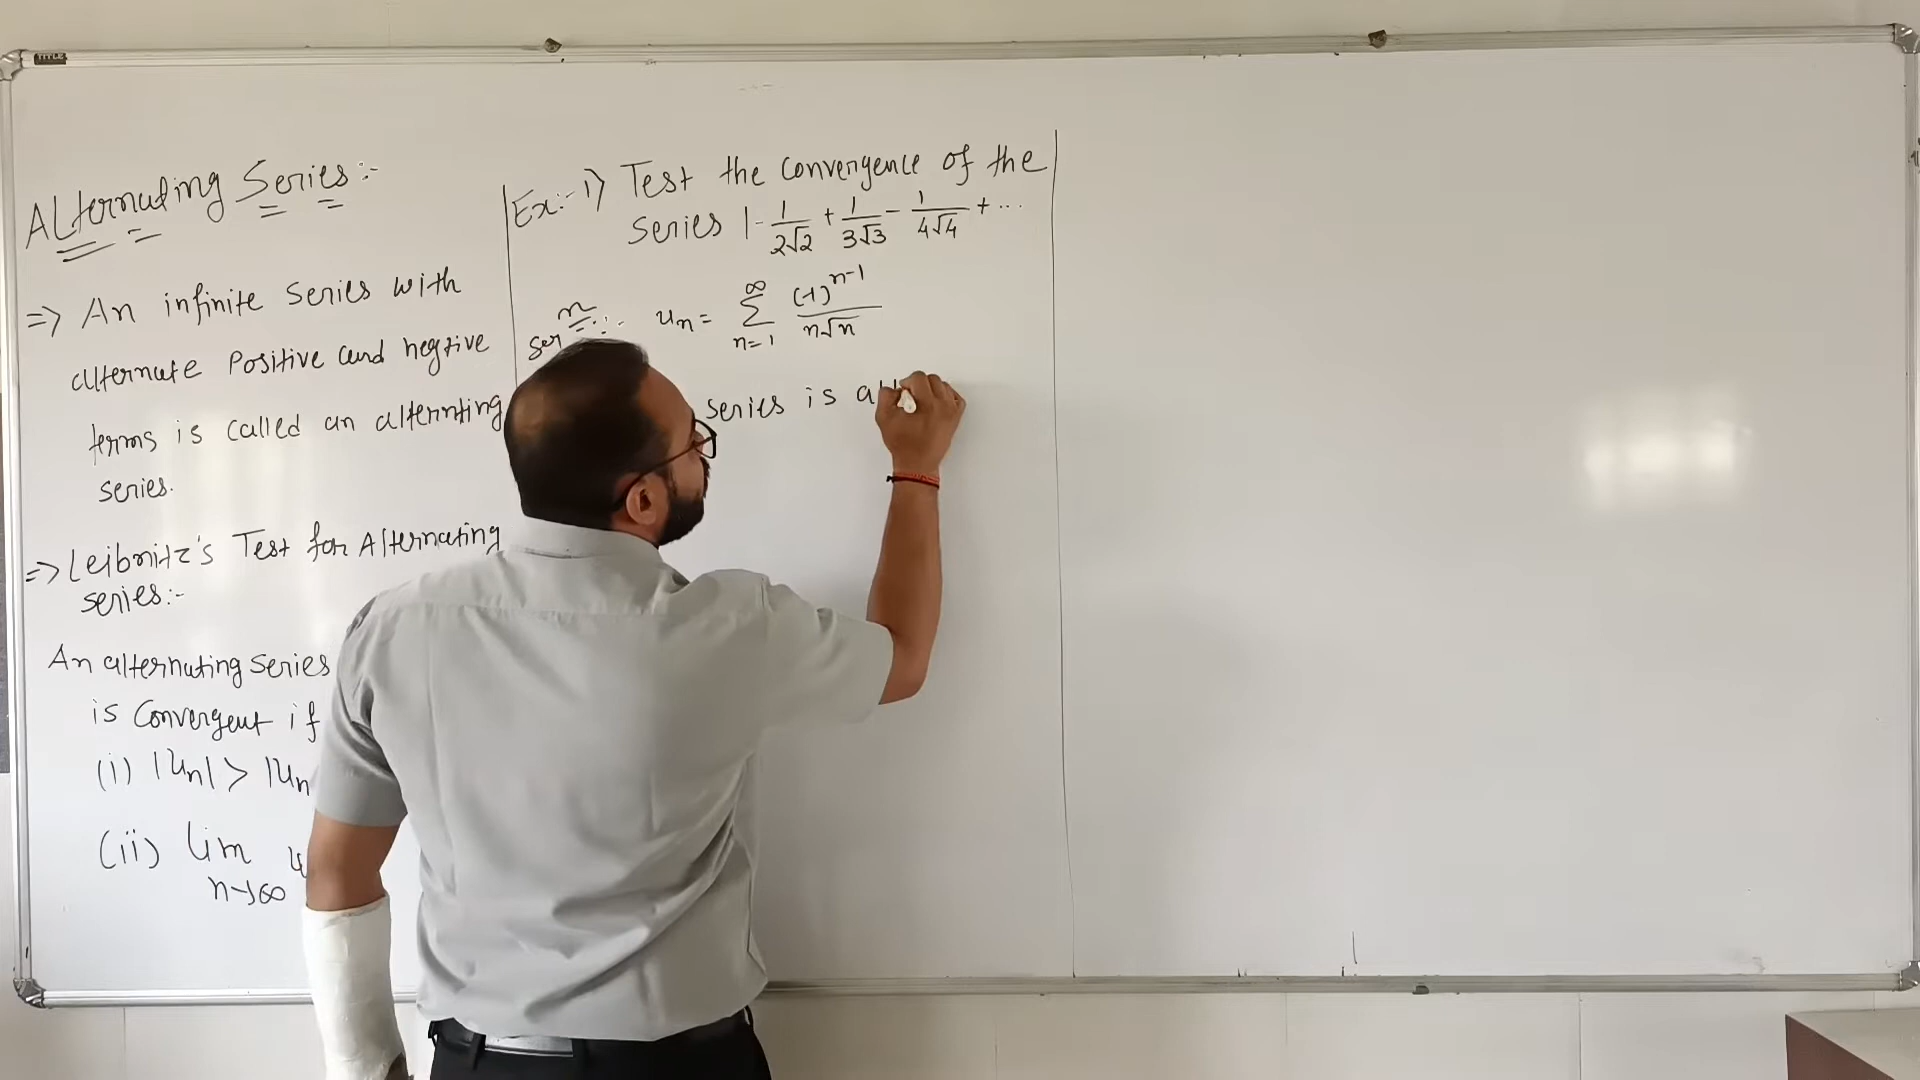 ALternating Series:-
=> An infinite series with
alternate Positive and negtive
terms is called an alternting
series.
=> Leibnitz's Test for Alternating
series:-
An alternating series
is Convergent if
(i) |un| > |un
(ii) lim
n→∞
Ex:- 1) Test the convergence of the
series 1 - 1/2√2 + 1/3√3 - 1/4√4 + ...
un = ∑ n=1 ∞ (-1)^n-1 / n√n
series is